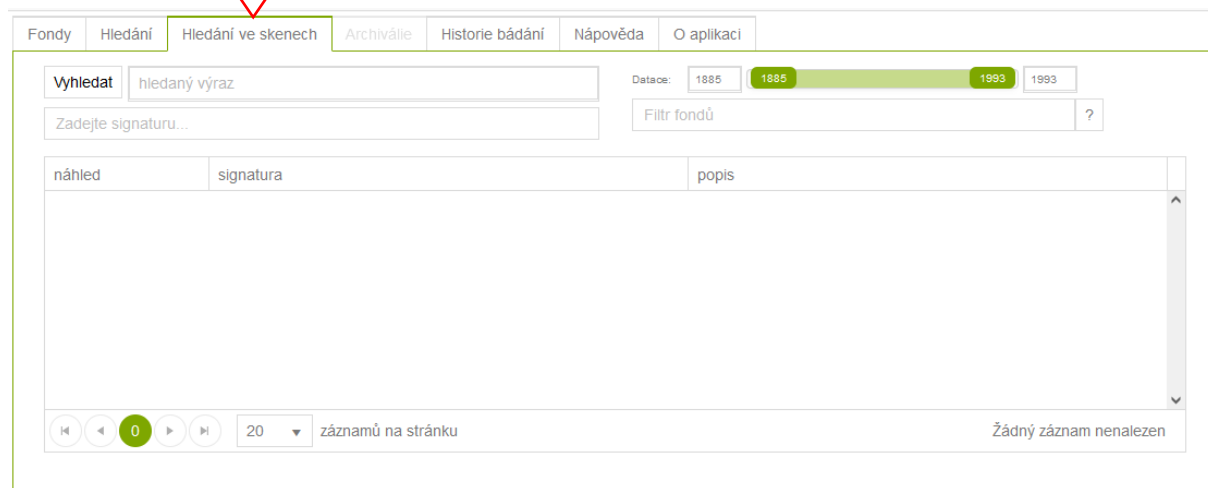 Fondy Hledání Hledání ve skenech Archiválie Historie bádání Nápověda O aplikaci
Vyhledat hledaný výraz Datace: 1885 1885 1993 1993
Zadejte signaturu... Filtr fondů ?
náhled signatura popis
0 20 záznamů na stránku Žádný záznam nenalezen